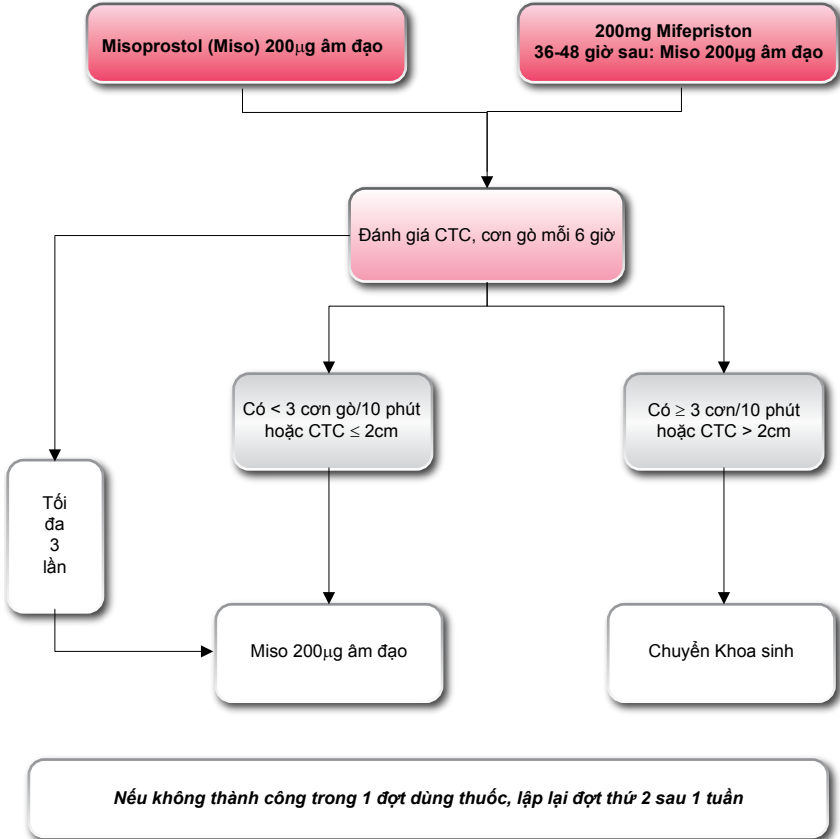 Misoprostol (Miso) 200μg âm đạo
200mg Mifepriston
36-48 giờ sau: Miso 200μg âm đạo
Đánh giá CTC, cơn gò mỗi 6 giờ
Có < 3 cơn gò/10 phút
hoặc CTC ≤ 2cm
Có ≥ 3 cơn/10 phút
hoặc CTC > 2cm
Tối
đa
3
lần
Miso 200μg âm đạo
Chuyển Khoa sinh
Nếu không thành công trong 1 đợt dùng thuốc, lập lại đợt thứ 2 sau 1 tuần